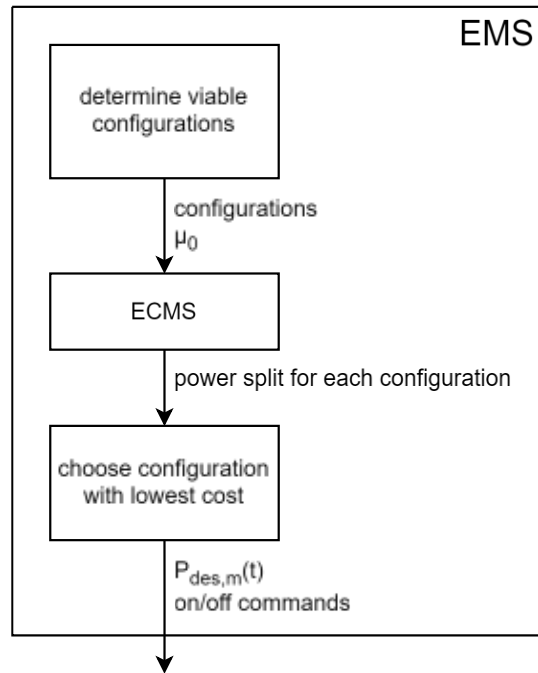 EMS
determine viable
configurations
configurations
μ₀
ECMS
power split for each configuration
choose configuration
with lowest cost
P_des,m(t)
on/off commands